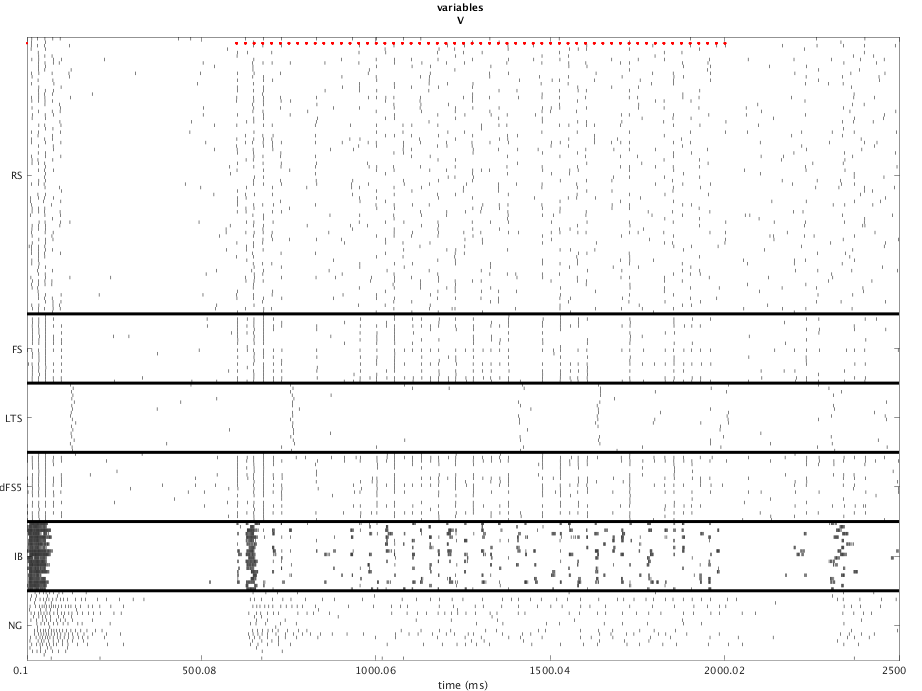 variables
V
RS
FS
LTS
dFS5
IB
NG
0.1
500.08
1000.06
1500.04
2000.02
2500
time (ms)